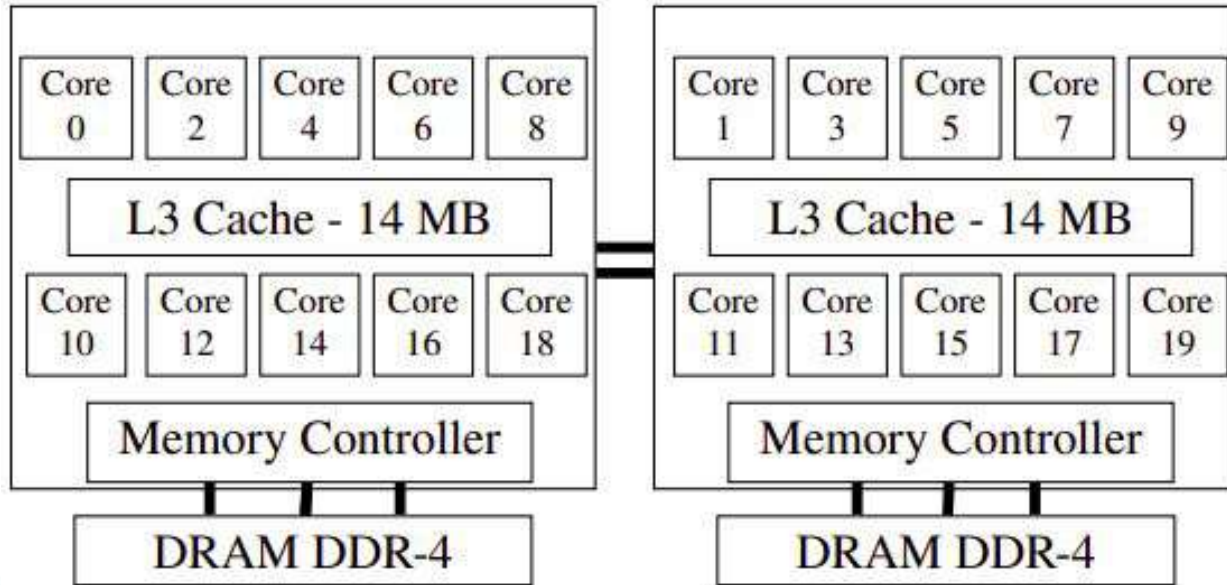 Core Core Core Core Core
0 2 4 6 8
L3 Cache - 14 MB
Core Core Core Core Core
10 12 14 16 18
Memory Controller
DRAM DDR-4
Core Core Core Core Core
1 3 5 7 9
L3 Cache - 14 MB
Core Core Core Core Core
11 13 15 17 19
Memory Controller
DRAM DDR-4